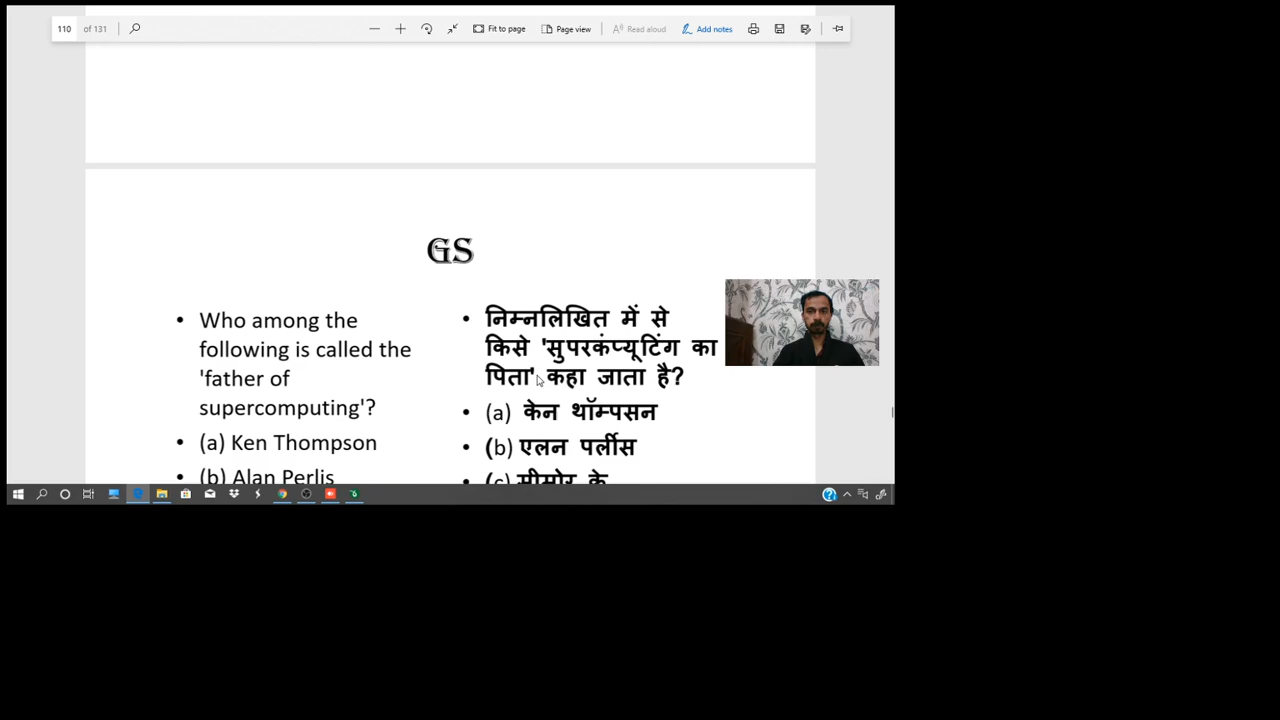 110 of 131 Fit to page Page view Read aloud Add notes
GS
• Who among the
following is called the
'father of
supercomputing'?
• (a) Ken Thompson
• (b) Alan Perlis
• निम्नलिखित में से
किसे 'सुपरकंप्यूटिंग का
पिता' कहा जाता है?
• (a) केन थॉम्पसन
• (b) एलन पर्लीस
• (c) सीमोर के